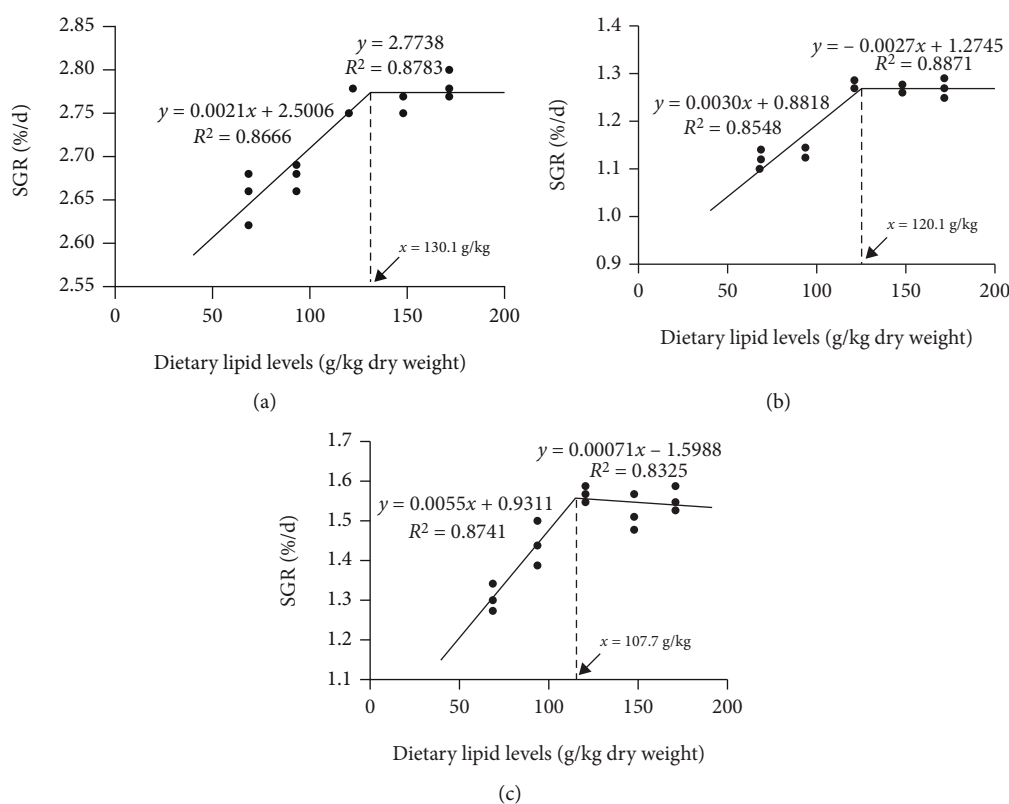 2.85
2.80
2.75
2.70
2.65
2.60
2.55
SGR (%/d)
y = 2.7738
R² = 0.8783
y = 0.0021x + 2.5006
R² = 0.8666
x = 130.1 g/kg
0 50 100 150 200
Dietary lipid levels (g/kg dry weight)
(a)
1.4
1.3
1.2
1.1
1.0
0.9
SGR (%/d)
y = – 0.0027x + 1.2745
R² = 0.8871
y = 0.0030x + 0.8818
R² = 0.8548
x = 120.1 g/kg
0 50 100 150 200
Dietary lipid levels (g/kg dry weight)
(b)
1.7
1.6
1.5
1.4
1.3
1.2
1.1
SGR (%/d)
y = 0.00071x – 1.5988
R² = 0.8325
y = 0.0055x + 0.9311
R² = 0.8741
x = 107.7 g/kg
0 50 100 150 200
Dietary lipid levels (g/kg dry weight)
(c)